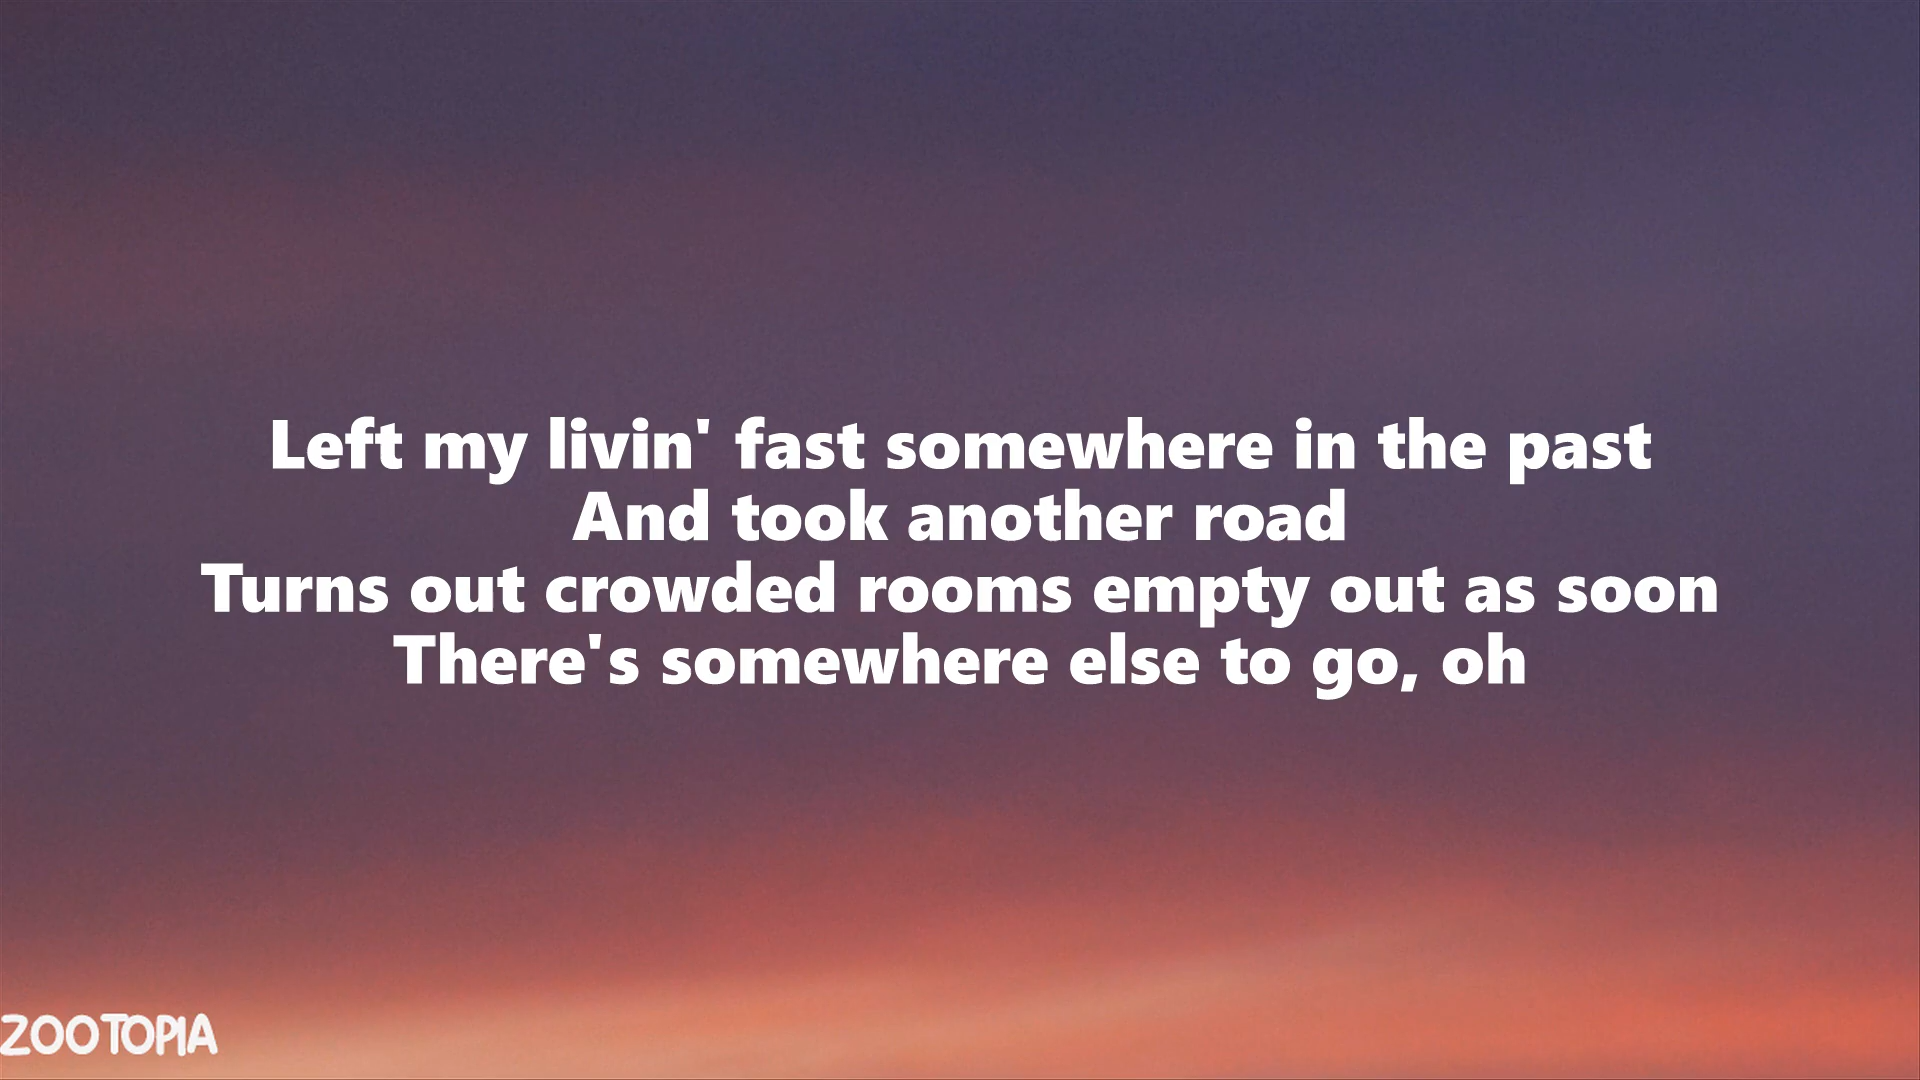 Left my livin' fast somewhere in the past
And took another road
Turns out crowded rooms empty out as soon
There's somewhere else to go, oh
ZOOTOPIA